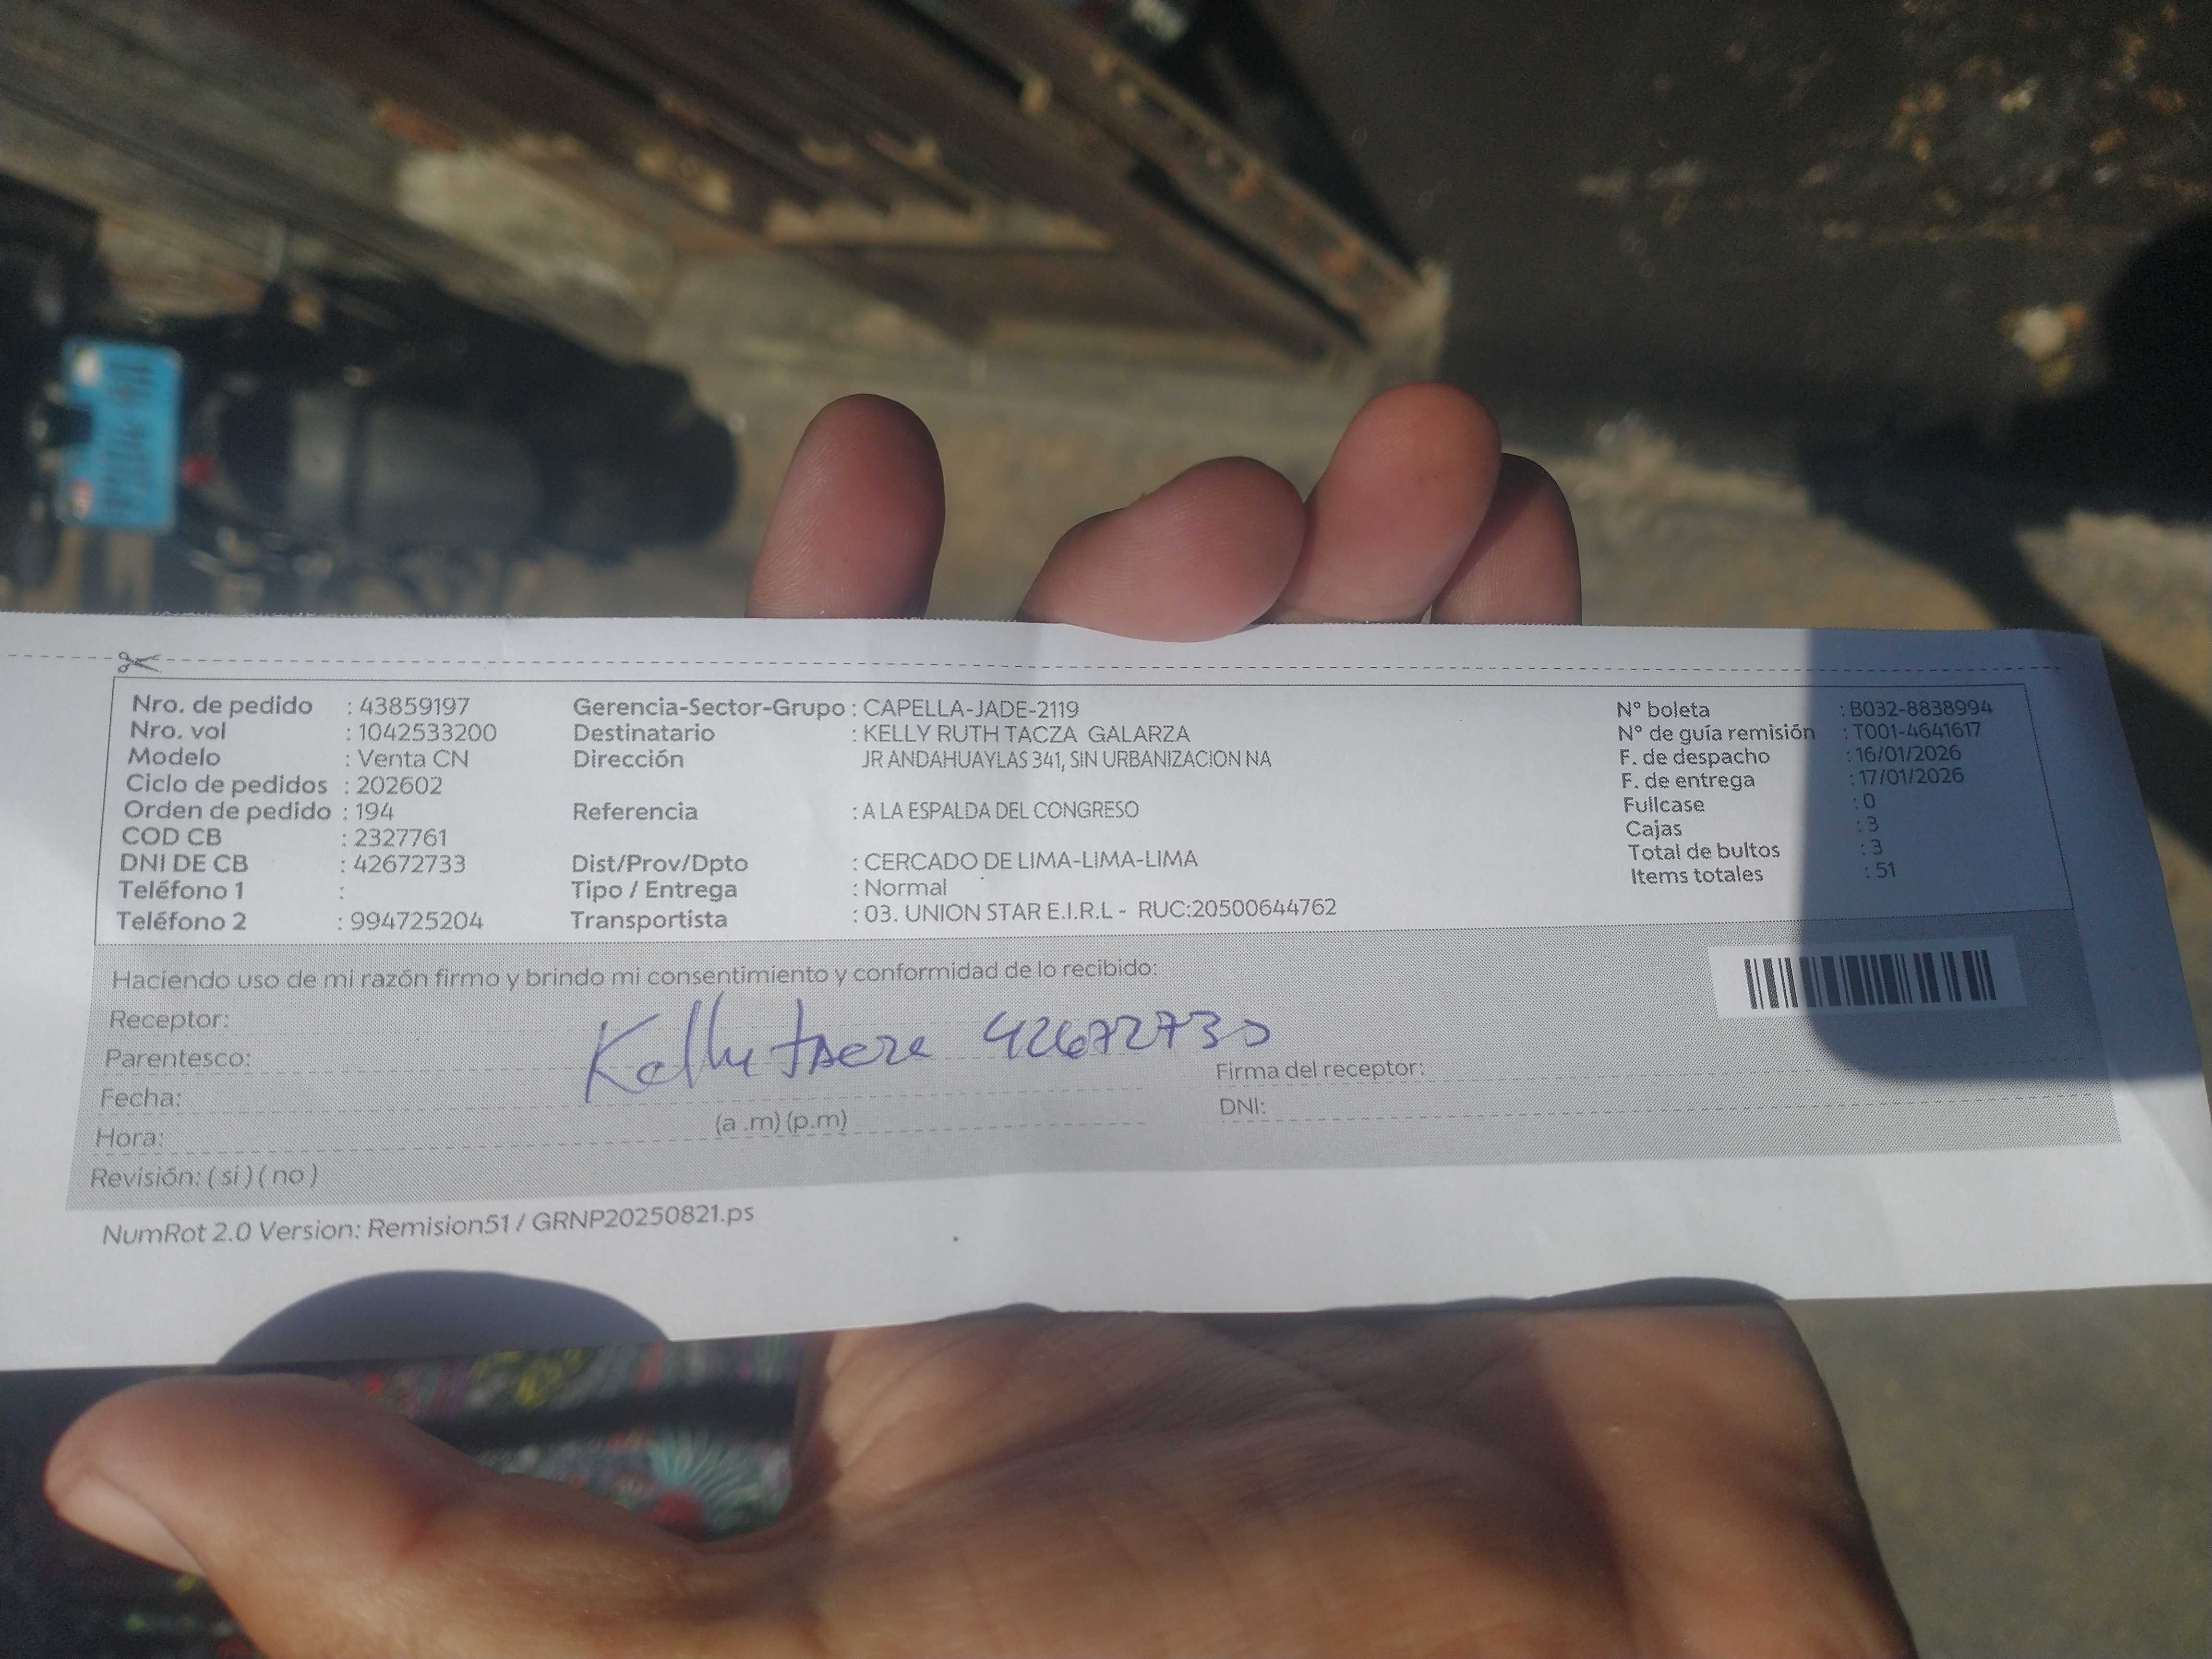 Nro. de pedido : 43859197
Nro. vol : 1042533200
Modelo : Venta CN
Ciclo de pedidos : 202602
Orden de pedido : 194
COD CB : 2327761
DNI DE CB : 42672733
Teléfono 1 :
Teléfono 2 : 994725204
Gerencia-Sector-Grupo : CAPELLA-JADE-2119
Destinatario : KELLY RUTH TACZA GALARZA
Dirección JR ANDAHUAYLAS 341, SIN URBANIZACION NA
Referencia : A LA ESPALDA DEL CONGRESO
Dist/Prov/Dpto : CERCADO DE LIMA-LIMA-LIMA
Tipo / Entrega : Normal
Transportista : 03. UNION STAR E.I.R.L - RUC:20500644762
N° boleta : B032-8838994
N° de guía remisión : T001-4641617
F. de despacho : 16/01/2026
F. de entrega : 17/01/2026
Fullcase : 0
Cajas : 3
Total de bultos : 3
Items totales : 51
Haciendo uso de mi razón firmo y brindo mi consentimiento y conformidad de lo recibido:
Receptor:
Kelly Tacza 42672733
Parentesco:
Fecha:
Hora: (a .m) (p.m)
Revisión: ( si ) ( no )
Firma del receptor:
DNI:
NumRot 2.0 Version: Remision51 / GRNP20250821.ps